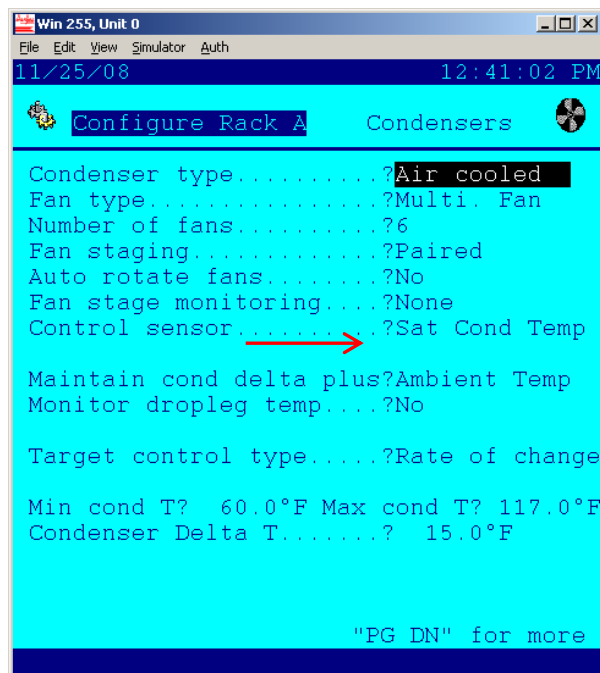 Win 255, Unit 0
File Edit View Simulator Auth
11/25/08 12:41:02 PM
Configure Rack A Condensers
Condenser type..........?Air cooled
Fan type................?Multi. Fan
Number of fans..........?6
Fan staging.............?Paired
Auto rotate fans........?No
Fan stage monitoring....?None
Control sensor..........?Sat Cond Temp
Maintain cond delta plus?Ambient Temp
Monitor dropleg temp....?No
Target control type.....?Rate of change
Min cond T? 60.0°F Max cond T? 117.0°F
Condenser Delta T.......? 15.0°F
"PG DN" for more